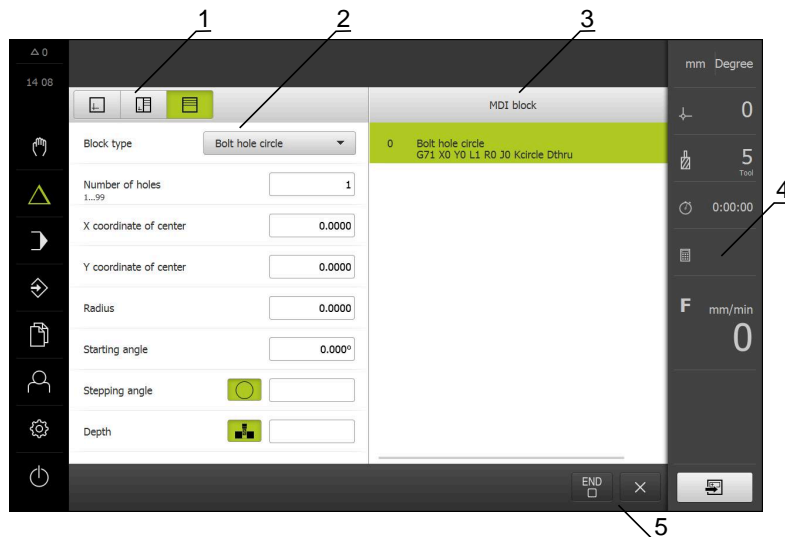 1
2
3
△ 0
14 08
mm Degree
MDI block
0
Block type
Bolt hole circle
0 Bolt hole circle
G71 X0 Y0 L1 R0 J0 Kcircle Dthru
5
Tool
Number of holes
1...99
1
0:00:00
4
X coordinate of center
0.0000
Y coordinate of center
0.0000
Radius
0.0000
F mm/min
0
Starting angle
0.000°
Stepping angle
Depth
END
5